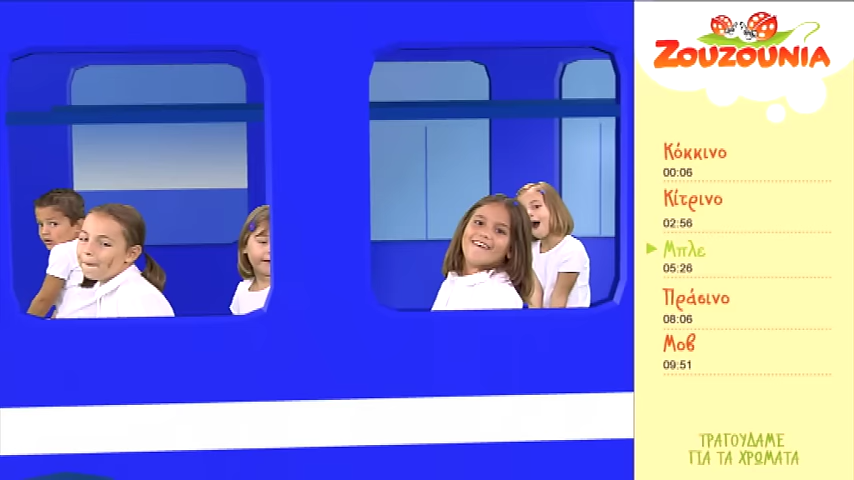 ZOUZOUNIA
Κόκκινο
00:06
Κίτρινο
02:56
Μπλε
05:26
Πράσινο
08:06
Μοβ
09:51
ΤΡΑΓΟΥΔΑΜΕ
ΓΙΑ ΤΑ ΧΡΩΜΑΤΑ